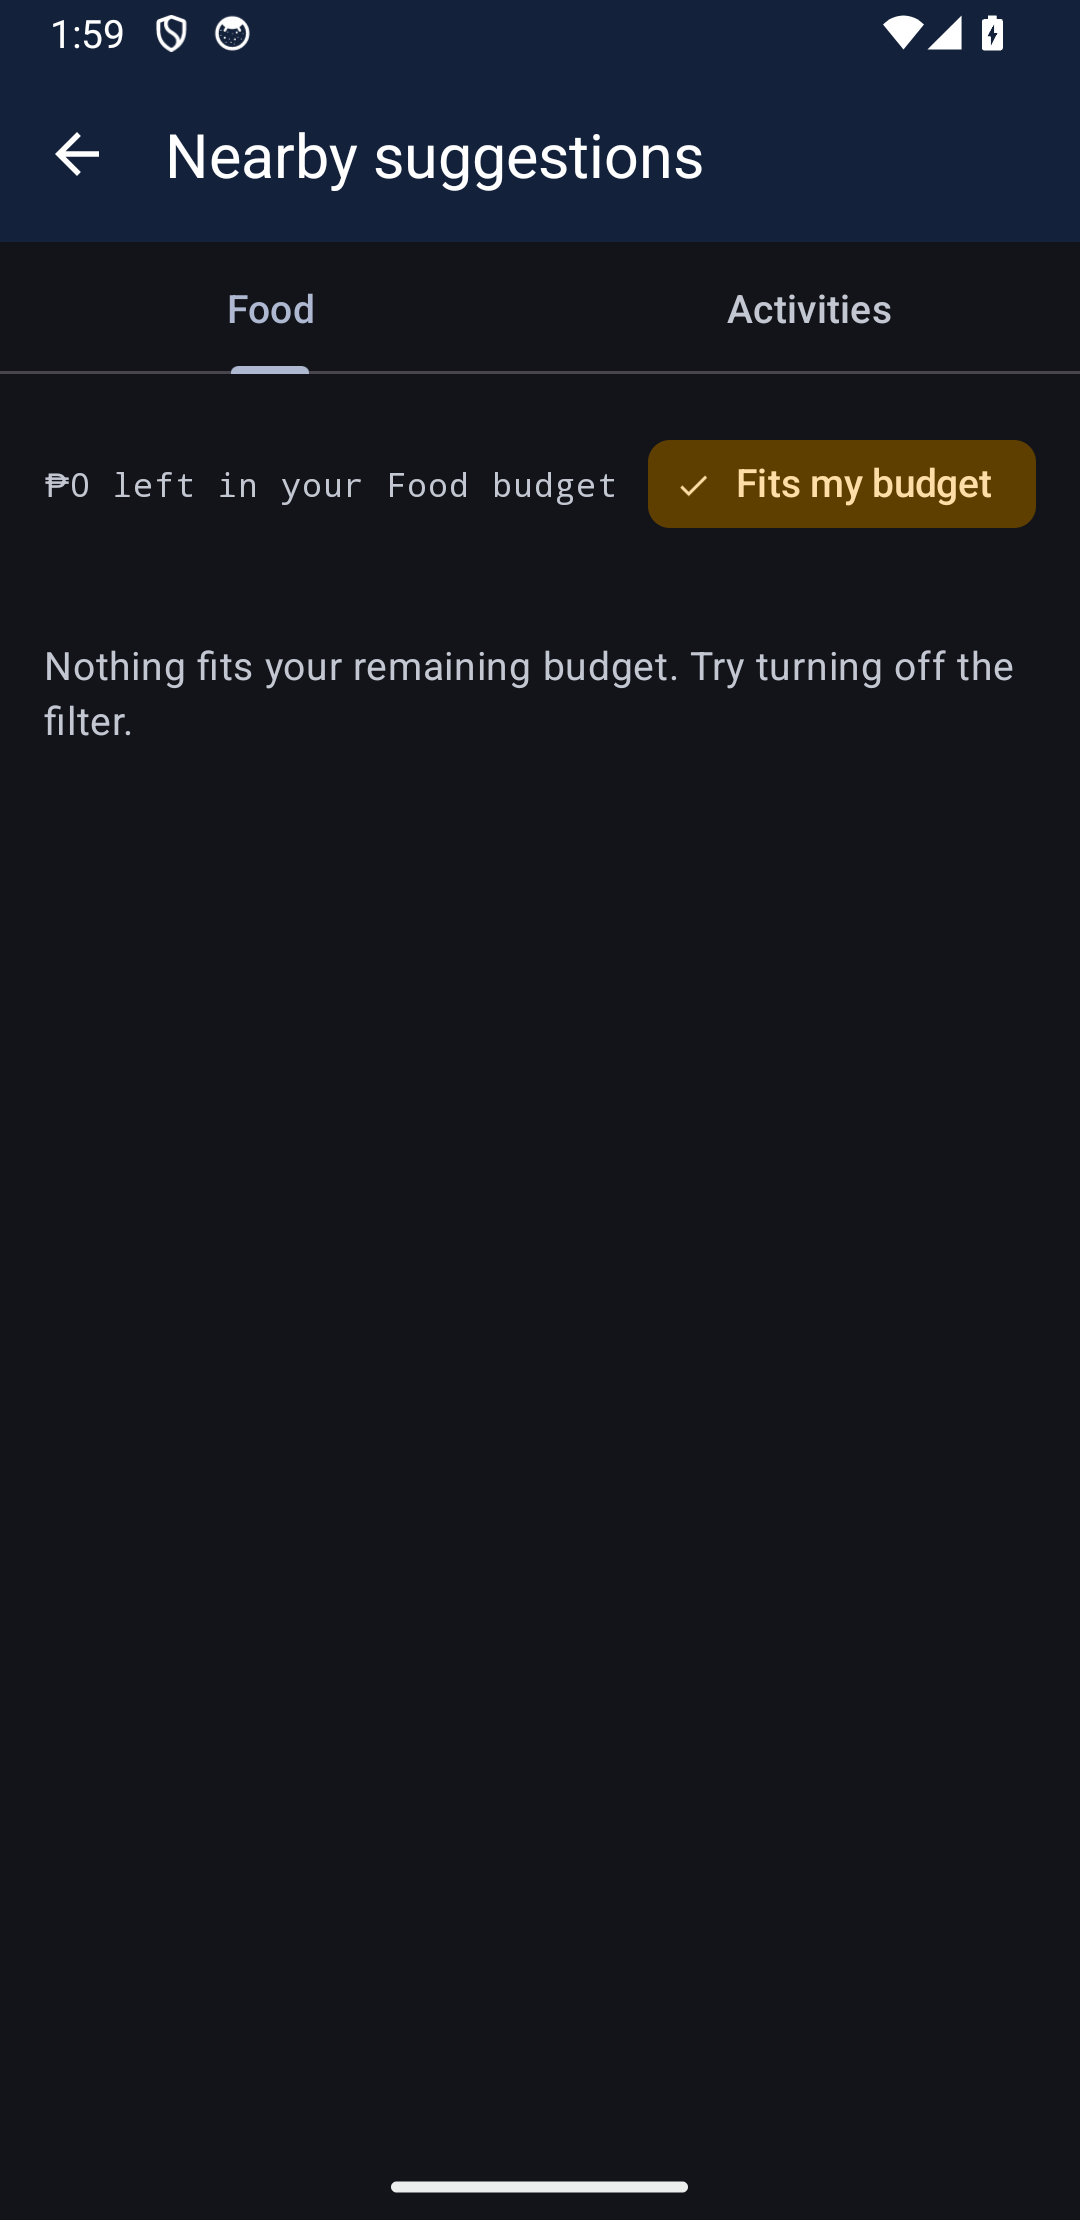 1:59
Nearby suggestions
Food
Activities
₱0 left in your Food budget
Fits my budget
Nothing fits your remaining budget. Try turning off the
filter.